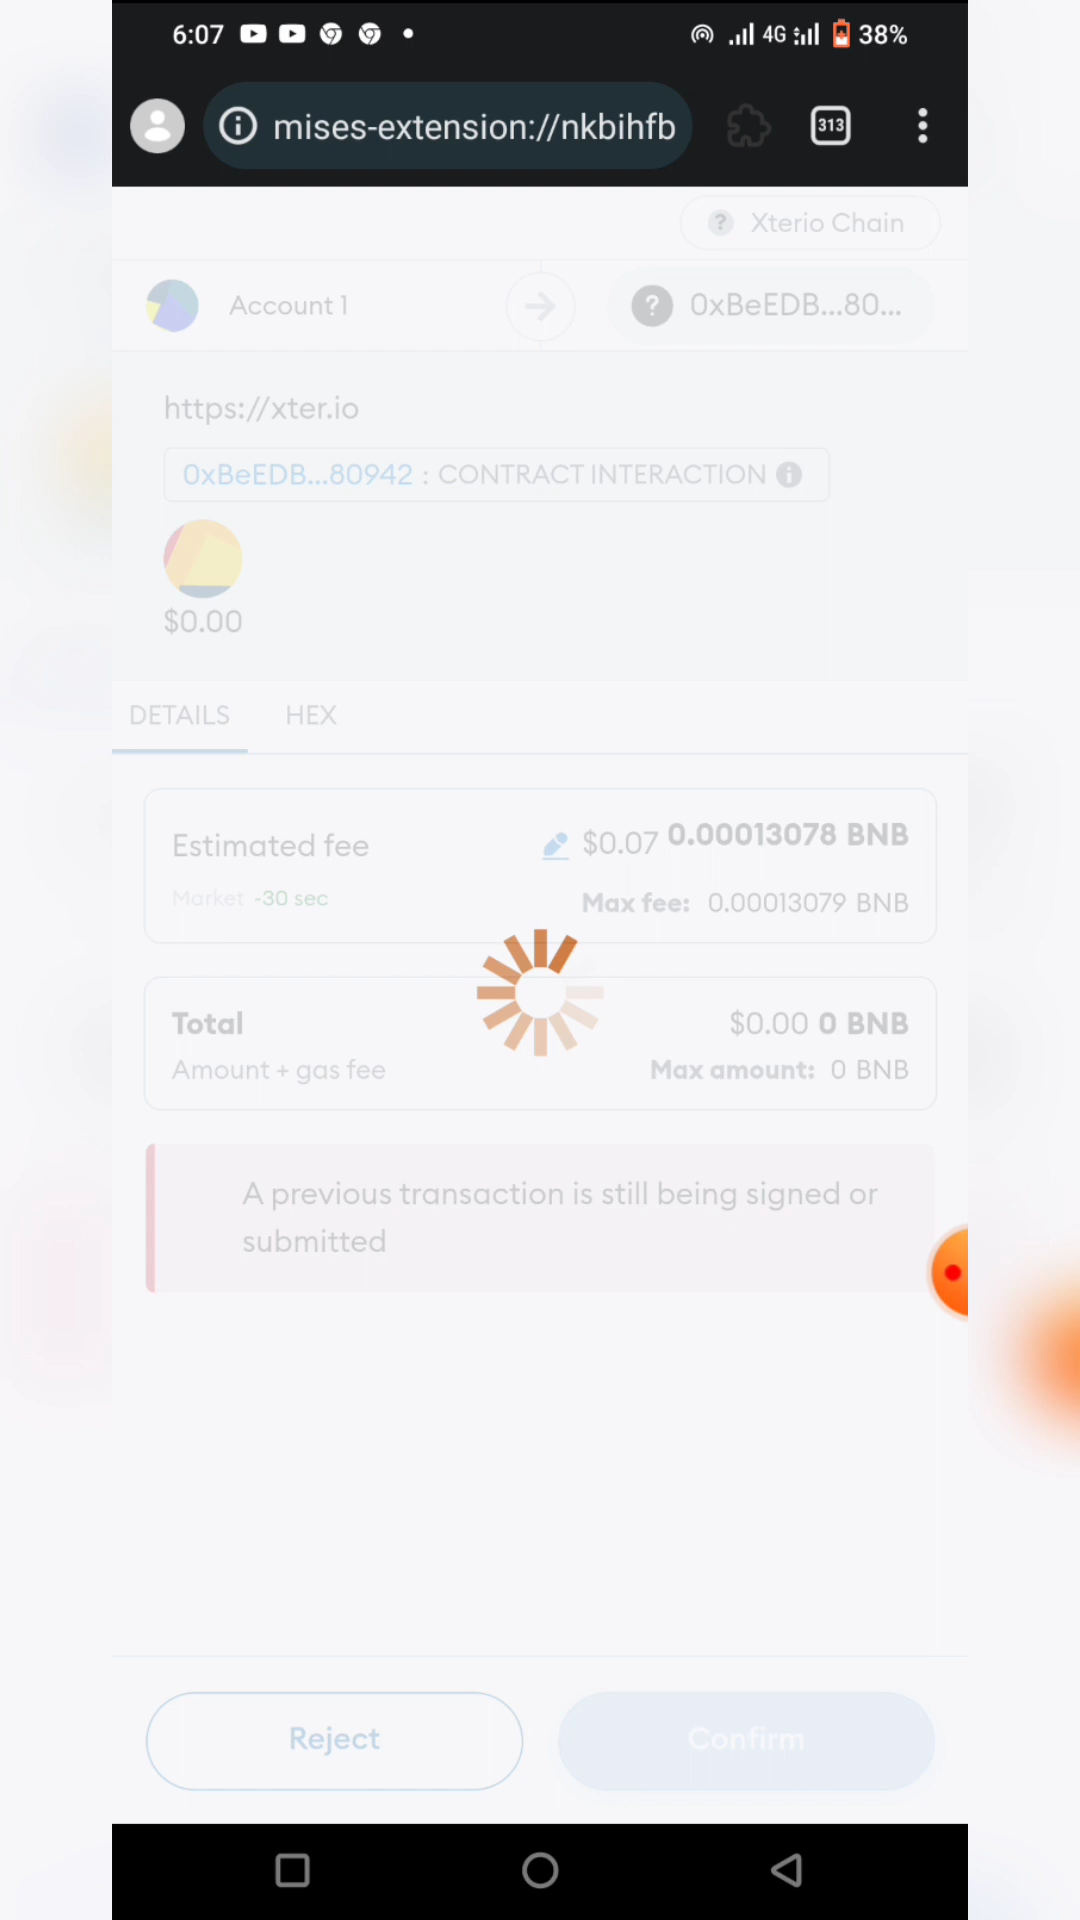 6:07
4G
38%
mises-extension://nkbihfb
313
? Xterio Chain
Account 1
? 0xBeEDB...80...
https://xter.io
0xBeEDB...80942 : CONTRACT INTERACTION
$0.00
DETAILS HEX
Estimated fee $0.07 0.00013078 BNB
Market ~30 sec Max fee: 0.00013079 BNB
Total $0.00 0 BNB
Amount + gas fee Max amount: 0 BNB
A previous transaction is still being signed or
submitted
Reject Confirm